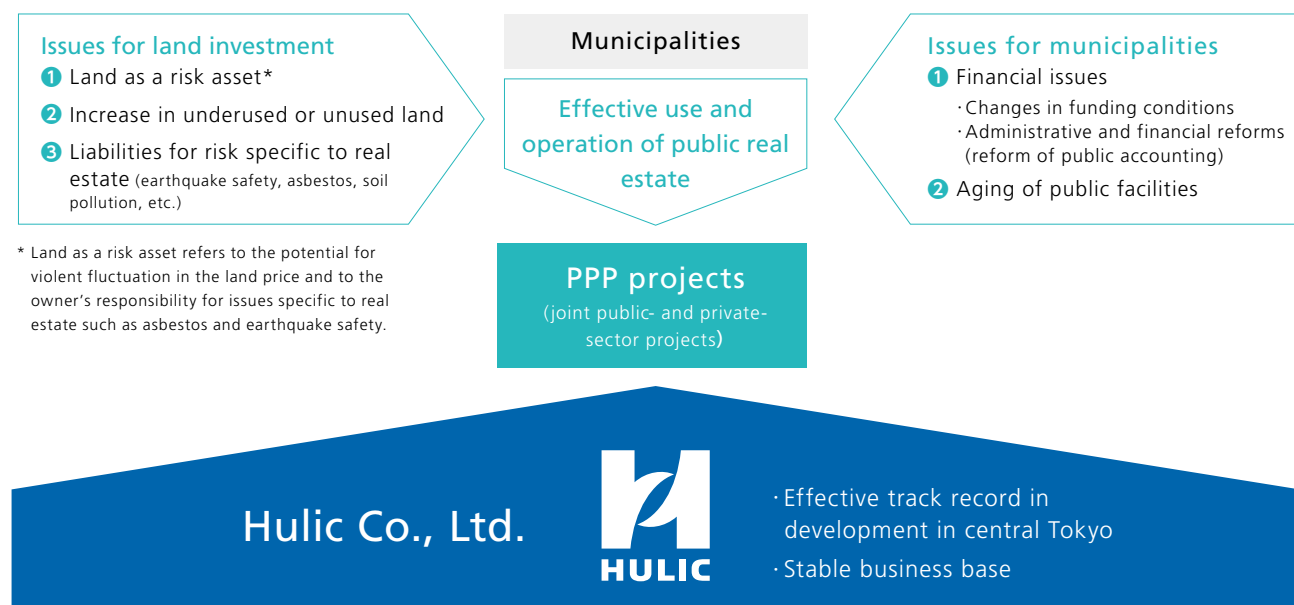 Issues for land investment
❶ Land as a risk asset*
❷ Increase in underused or unused land
❸ Liabilities for risk specific to real
estate (earthquake safety, asbestos, soil
pollution, etc.)
* Land as a risk asset refers to the potential for
violent fluctuation in the land price and to the
owner's responsibility for issues specific to real
estate such as asbestos and earthquake safety.
Municipalities
Effective use and
operation of public real
estate
PPP projects
(joint public- and private-
sector projects)
Issues for municipalities
❶ Financial issues
・Changes in funding conditions
・Administrative and financial reforms
(reform of public accounting)
❷ Aging of public facilities
Hulic Co., Ltd.
HULIC
・Effective track record in
development in central Tokyo
・Stable business base